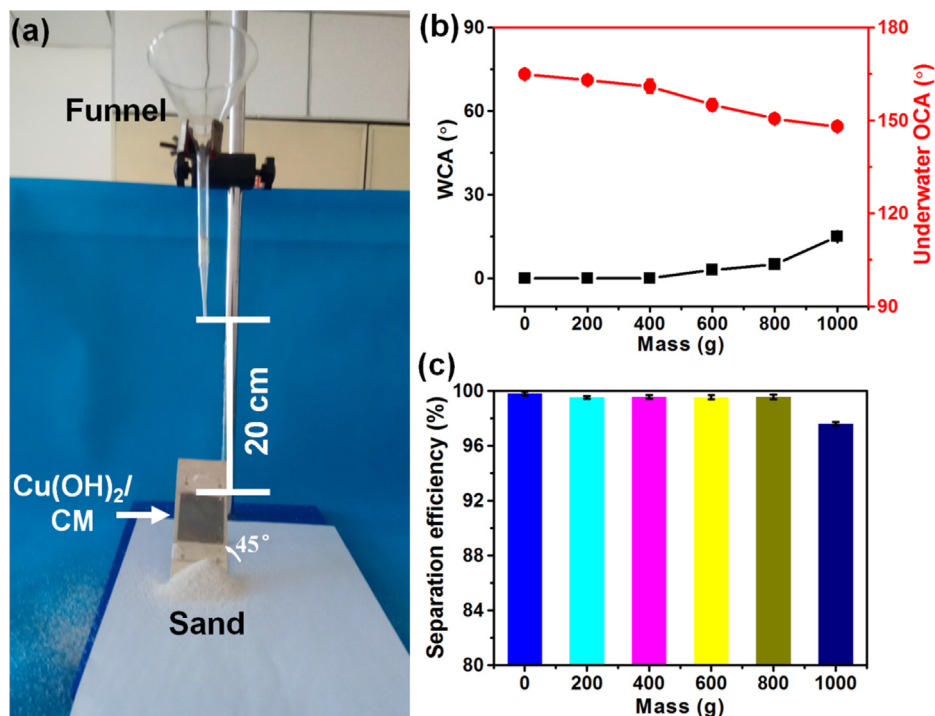 (a)
Funnel
20 cm
Cu(OH)₂/
CM
45°
Sand
(b)
90
60
30
0
WCA (°)
180
150
120
90
Underwater OCA (°)
0 200 400 600 800 1000
Mass (g)
(c)
100
96
92
88
84
80
Separation efficiency (%)
0 200 400 600 800 1000
Mass (g)